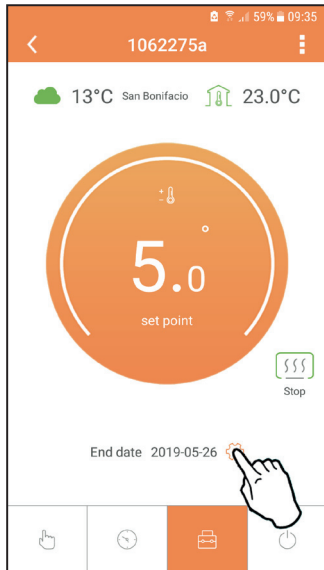 59% 09:35
1062275a
13°C San Bonifacio 23.0°C
5.0°
set point
Stop
End date 2019-05-26